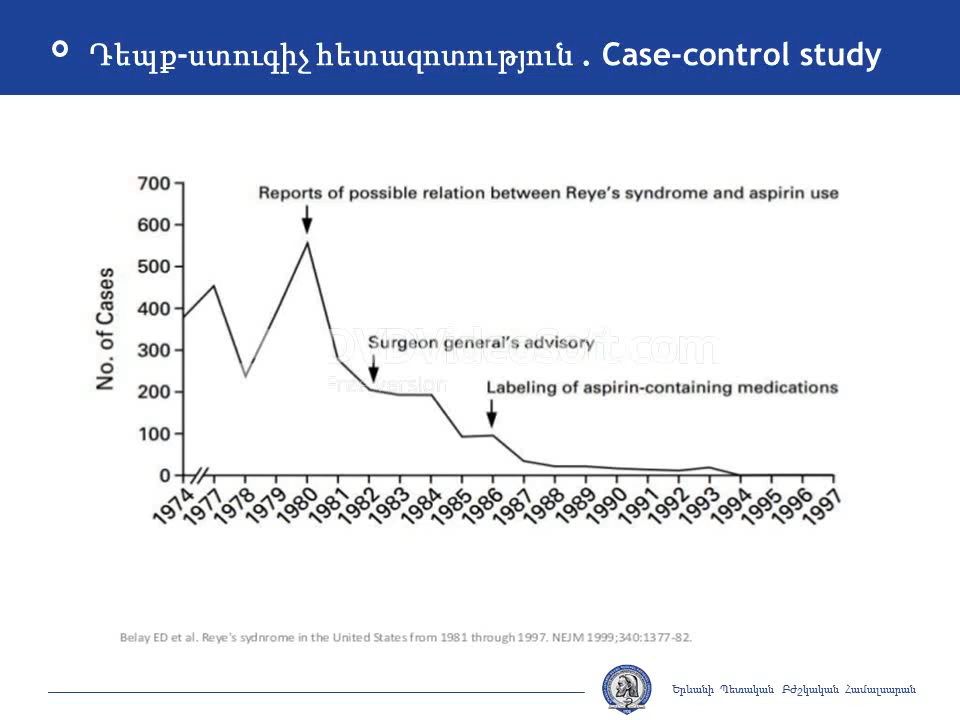 Դեպք-ստուգիչ հետազոտություն . Case-control study
700
Reports of possible relation between Reye's syndrome and aspirin use
600
500
No. of Cases
400
300
Surgeon general's advisory
DVDVideoSoft.com
Free version
200
Labeling of aspirin-containing medications
100
0
1974 1977 1978 1979 1980 1981 1982 1983 1984 1985 1986 1987 1988 1989 1990 1991 1992 1993 1994 1995 1996 1997
Belay ED et al. Reye's sydnrome in the United States from 1981 through 1997. NEJM 1999;340:1377-82.
Երևանի Պետական Բժշկական Համալսարան